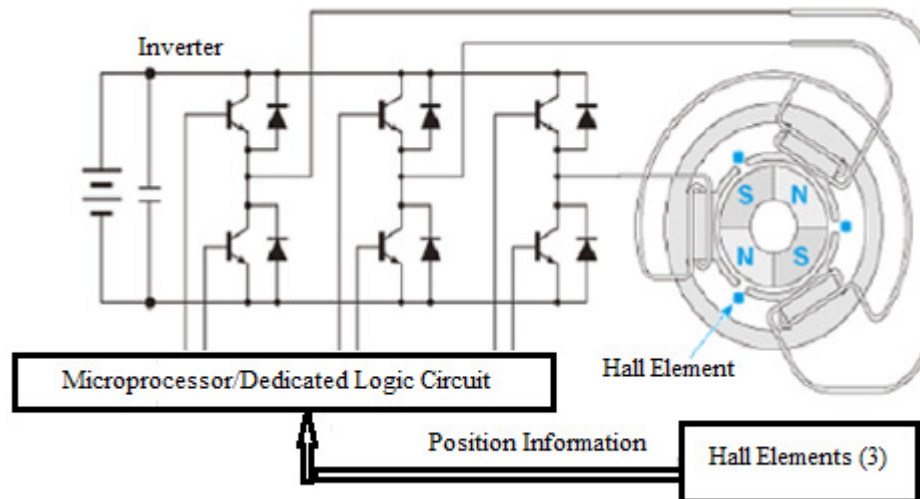 Inverter
S N
N S
Hall Element
Microprocessor/Dedicated Logic Circuit
Position Information
Hall Elements (3)